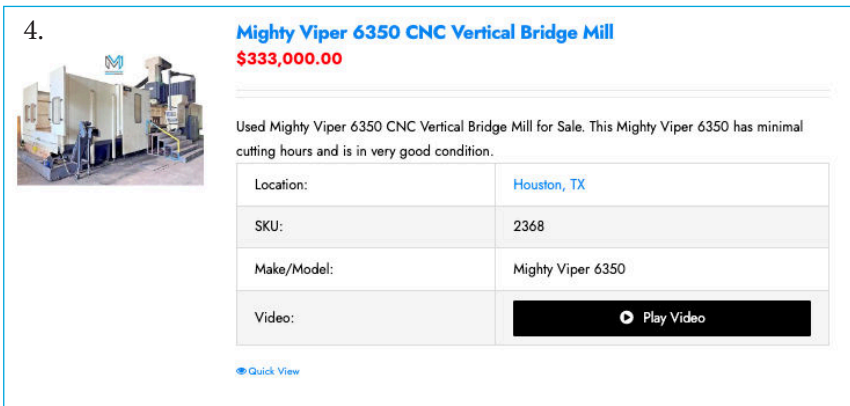 4.
Mighty Viper 6350 CNC Vertical Bridge Mill
$333,000.00
Used Mighty Viper 6350 CNC Vertical Bridge Mill for Sale. This Mighty Viper 6350 has minimal
cutting hours and is in very good condition.
Location: Houston, TX
SKU: 2368
Make/Model: Mighty Viper 6350
Video: Play Video
Quick View